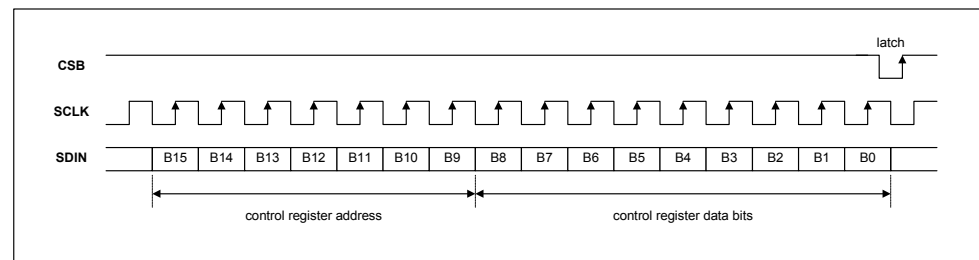 latch
CSB
SCLK
SDIN B15 B14 B13 B12 B11 B10 B9 B8 B7 B6 B5 B4 B3 B2 B1 B0
control register address control register data bits